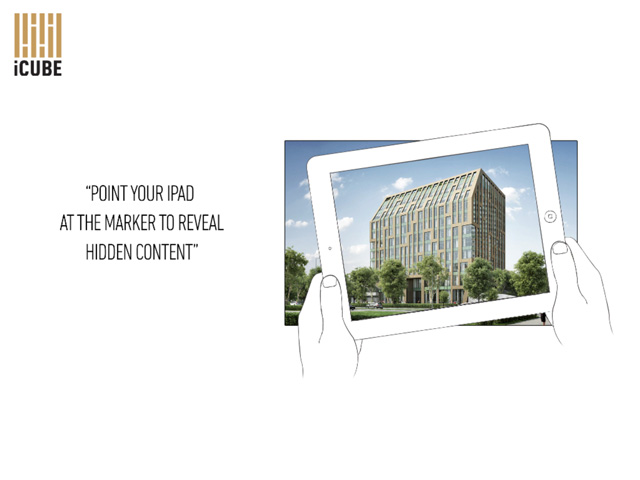 iCUBE
“POINT YOUR IPAD
AT THE MARKER TO REVEAL
HIDDEN CONTENT”